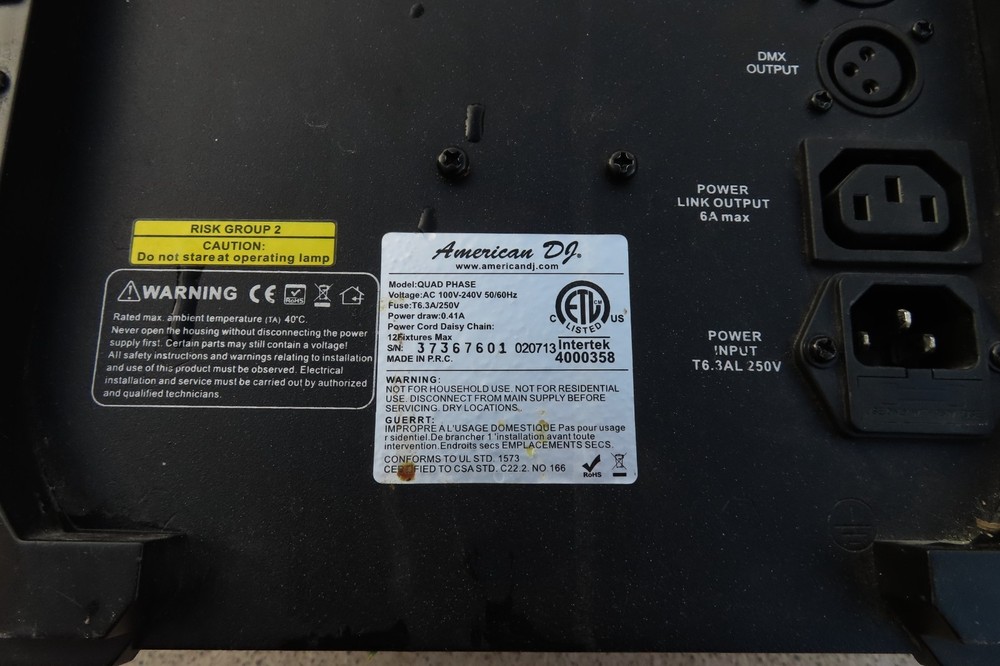 DMX
OUTPUT
POWER
LINK OUTPUT
6A max
POWER
INPUT
T6.3AL 250V
RISK GROUP 2
CAUTION:
Do not stare at operating lamp
WARNING CE RoHS
Rated max. ambient temperature (TA) 40°C.
Never open the housing without disconnecting the power
supply first. Certain parts may still contain a voltage!
All safety instructions and warnings relating to installation
and use of this product must be observed. Electrical
installation and service must be carried out by authorized
and qualified technicians.
American DJ®
www.americandj.com
Model:QUAD PHASE
Voltage:AC 100V-240V 50/60Hz
Fuse:T6.3A/250V
Power draw:0.41A
Power Cord Daisy Chain:
12Fixtures Max
S/N: 37367601 020713
MADE IN P.R.C.
C ETL CM US
LISTED
Intertek
4000358
WARNING:
NOT FOR HOUSEHOLD USE. NOT FOR RESIDENTIAL
USE. DISCONNECT FROM MAIN SUPPLY BEFORE
SERVICING. DRY LOCATIONS.
GUERRT:
IMPROPRE A L'USAGE DOMESTIQUE Pas pour usage
r sidentiel.De brancher 1 'installation avant toute
intervention.Endroits secs EMPLACEMENTS SECS.
CONFORMS TO UL STD. 1573
CERTIFIED TO CSA STD. C22.2. NO 166
RoHS